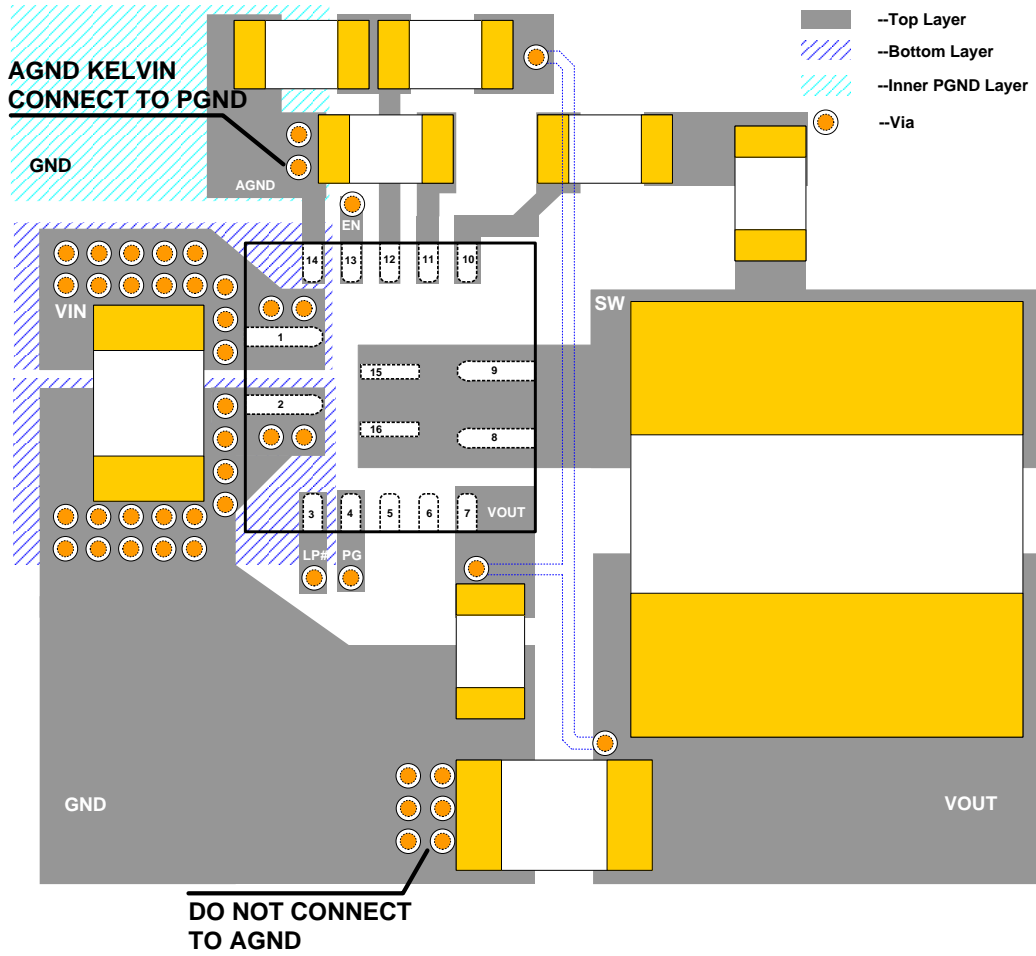 --Top Layer
--Bottom Layer
--Inner PGND Layer
--Via
AGND KELVIN
CONNECT TO PGND
GND
AGND
EN
14
13
12
11
10
VIN
SW
1
15
9
2
16
8
3
4
5
6
7
VOUT
LP#
PG
GND
VOUT
DO NOT CONNECT
TO AGND